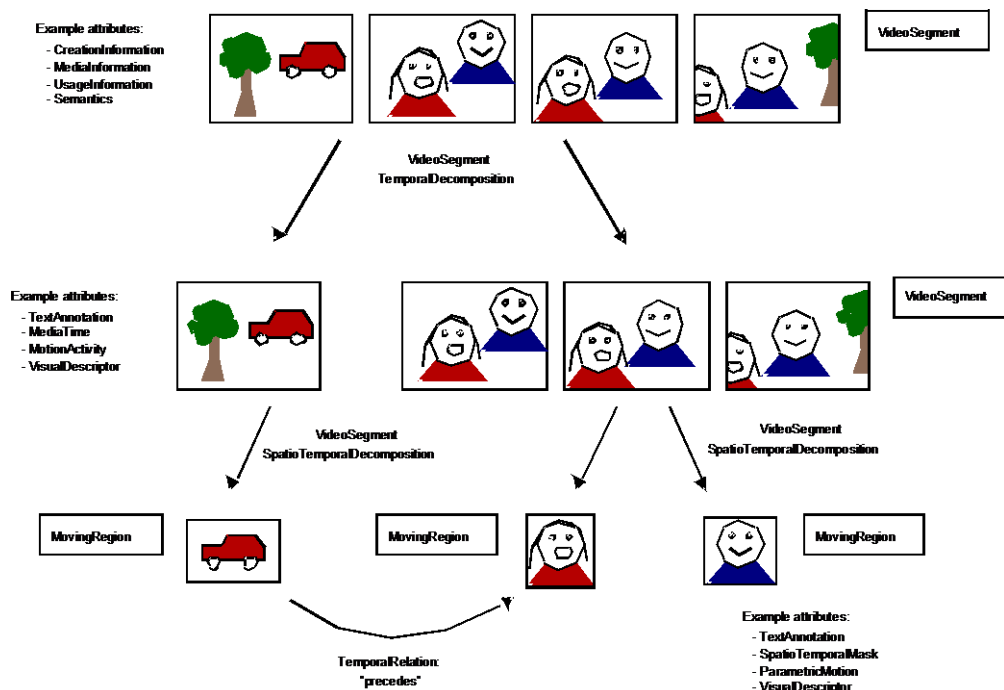 Example attributes:
- CreationInformation
- MediaInformation
- UsageInformation
- Semantics
VideoSegment
VideoSegment
TemporalDecomposition
Example attributes:
- TextAnnotation
- MediaTime
- MotionActivity
- VisualDescriptor
VideoSegment
VideoSegment
SpatioTemporalDecomposition
VideoSegment
SpatioTemporalDecomposition
MovingRegion
MovingRegion
MovingRegion
TemporalRelation:
"precedes"
Example attributes:
- TextAnnotation
- SpatioTemporalMask
- ParametricMotion
- VisualDescriptor